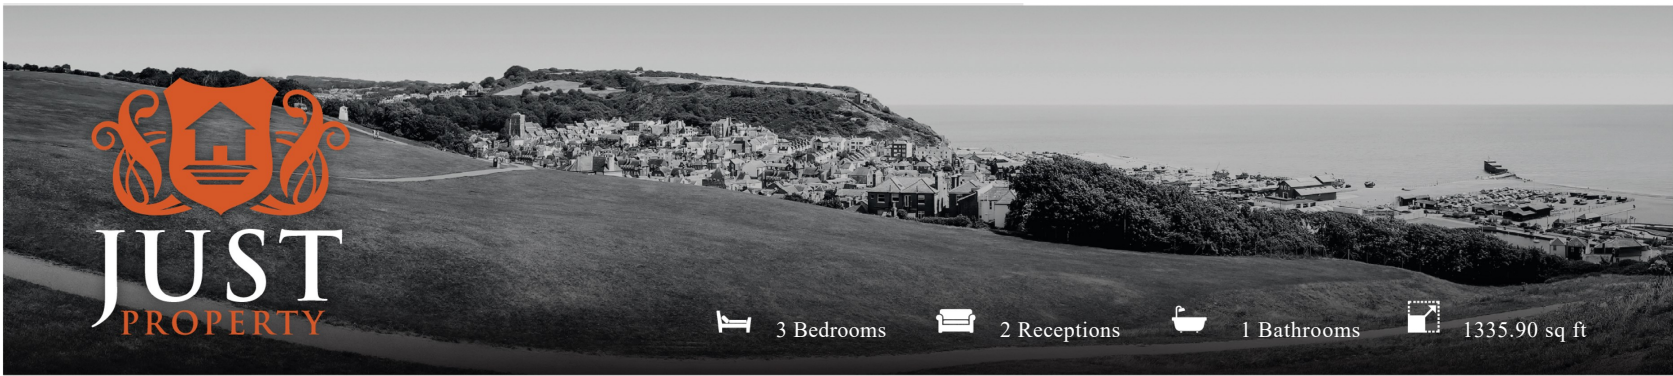 JUST
PROPERTY
3 Bedrooms
2 Receptions
1 Bathrooms
1335.90 sq ft